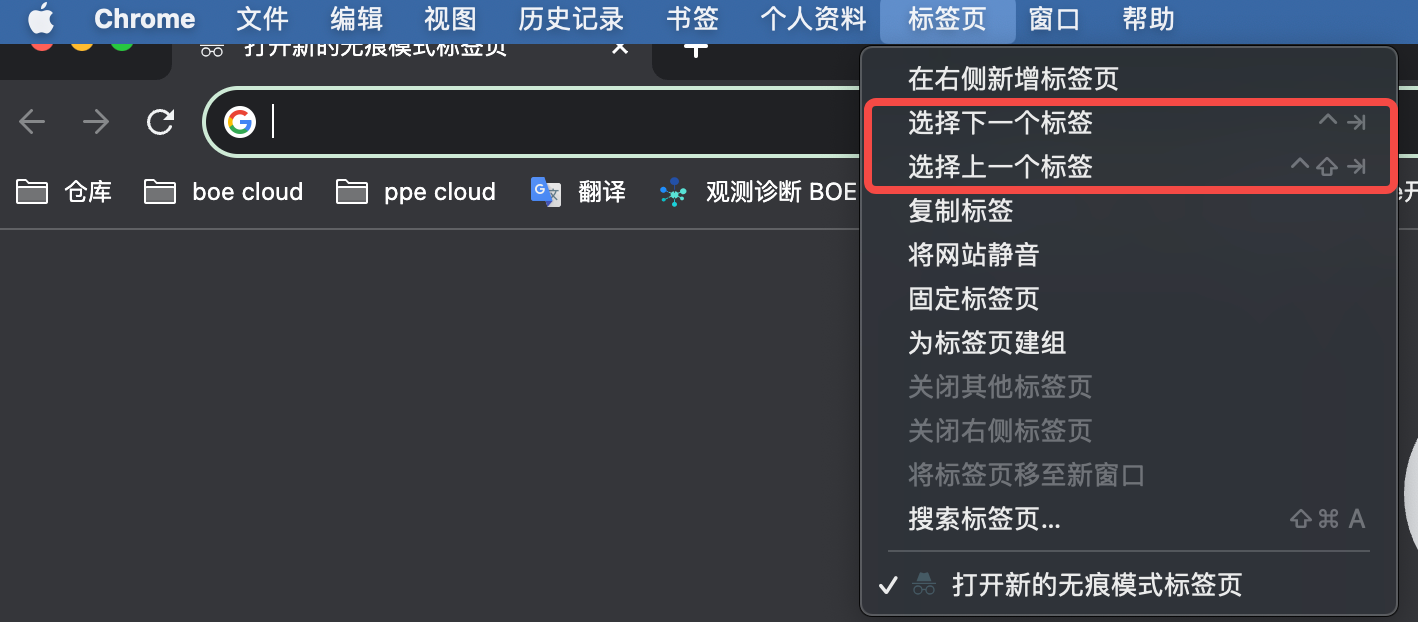 Chrome 文件 编辑 视图 历史记录 书签 个人资料 标签页 窗口 帮助
打开新的无痕模式标签页
仓库 boe cloud ppe cloud 翻译 观测诊断 BOE
在右侧新增标签页
选择下一个标签 ⌃⇥
选择上一个标签 ⌃⇧⇥
复制标签
将网站静音
固定标签页
为标签页建组
关闭其他标签页
关闭右侧标签页
将标签页移至新窗口
搜索标签页... ⇧⌘A
✓ 打开新的无痕模式标签页